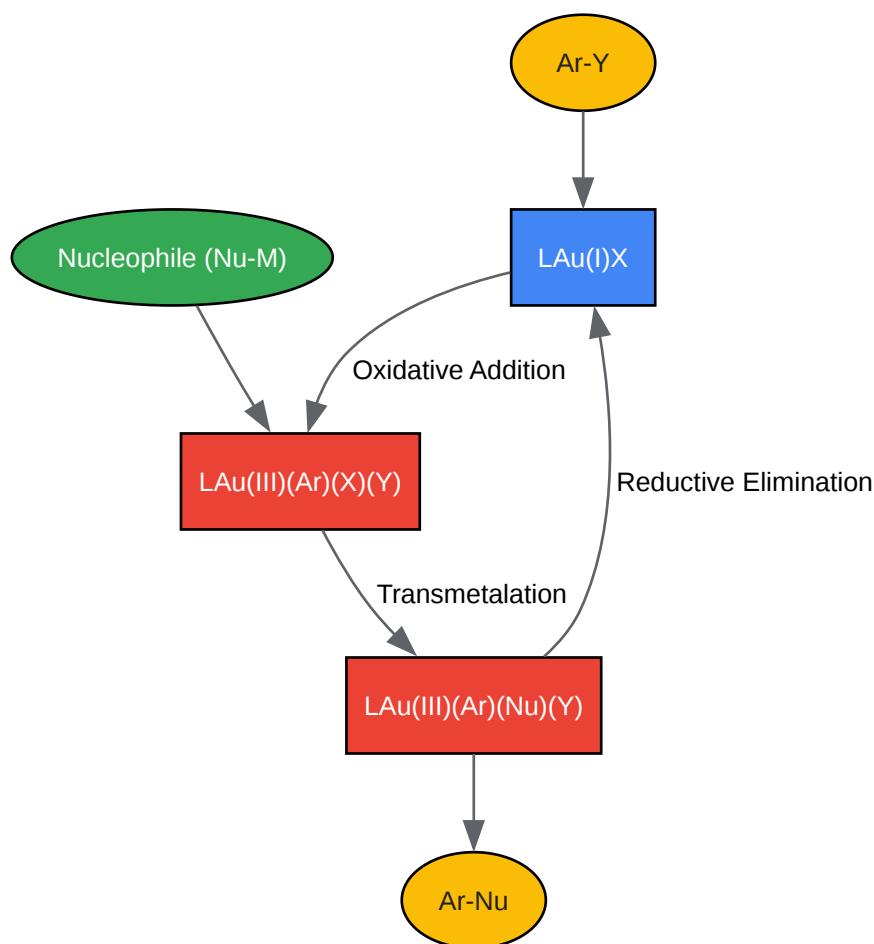 Ar-Y
Nucleophile (Nu-M)
LAu(I)X
Oxidative Addition
LAu(III)(Ar)(X)(Y)
Reductive Elimination
Transmetalation
LAu(III)(Ar)(Nu)(Y)
Ar-Nu